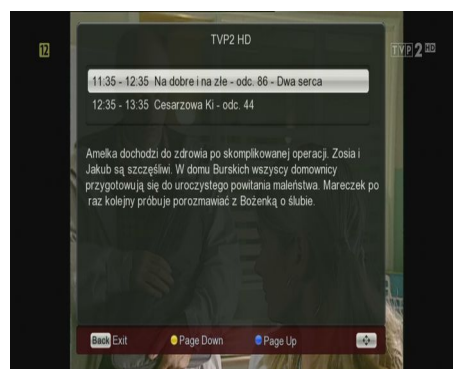 TVP2 HD
12
TVP 2 HD
11:35 - 12:35 Na dobre i na złe - odc. 86 - Dwa serca
12:35 - 13:35 Cesarzowa Ki - odc. 44
Amelka dochodzi do zdrowia po skomplikowanej operacji. Zosia i
Jakub są szczęśliwi. W domu Burskich wszyscy domownicy
przygotowują się do uroczystego powitania maleństwa. Mareczek po
raz kolejny próbuje porozmawiać z Bożenką o ślubie.
Back Exit Page Down Page Up